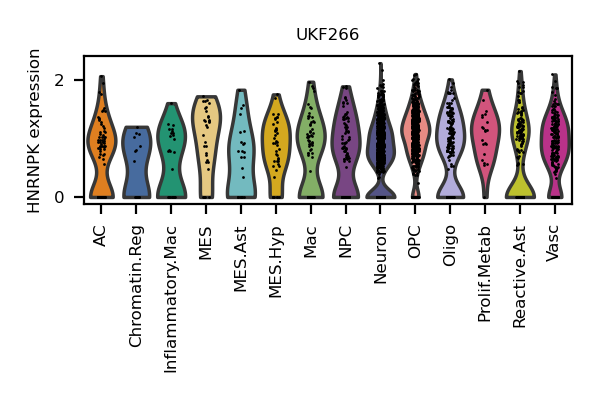 UKF266
HNRNPK expression
2
0
AC
Chromatin.Reg
Inflammatory.Mac
MES
MES.Ast
MES.Hyp
Mac
NPC
Neuron
OPC
Oligo
Prolif.Metab
Reactive.Ast
Vasc